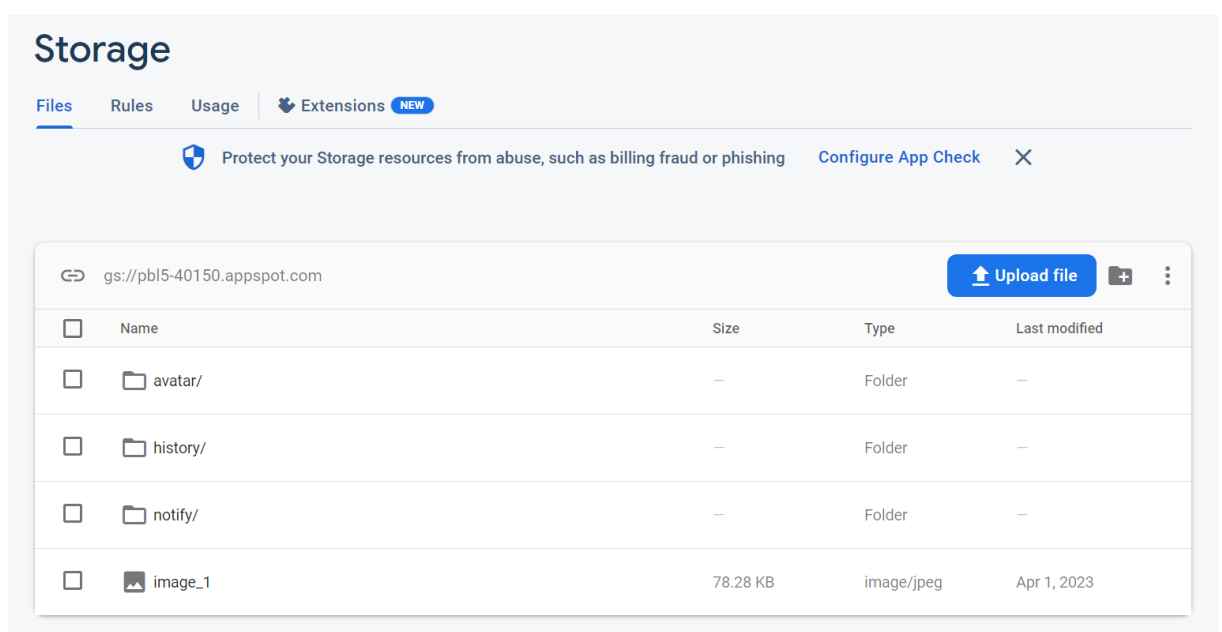 Storage
Files Rules Usage Extensions NEW
Protect your Storage resources from abuse, such as billing fraud or phishing Configure App Check
gs://pbl5-40150.appspot.com Upload file
Name Size Type Last modified
avatar/ — Folder —
history/ — Folder —
notify/ — Folder —
image_1 78.28 KB image/jpeg Apr 1, 2023